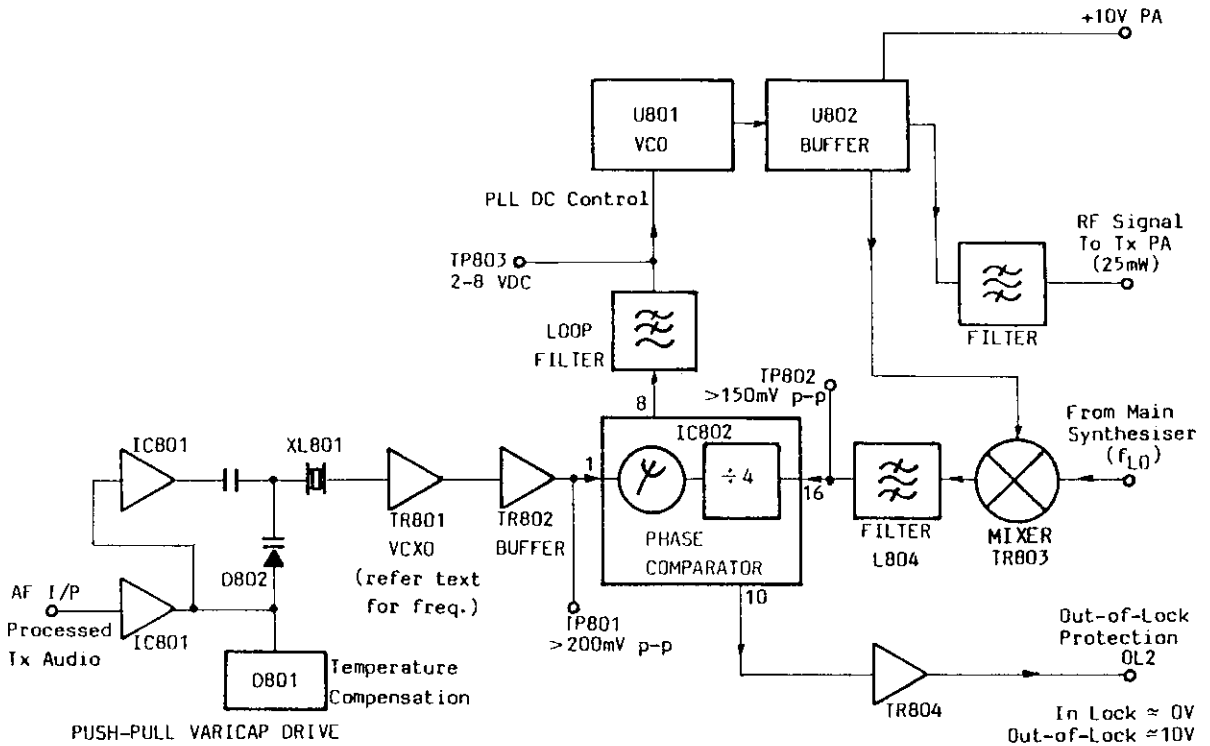 +10V PA
U801
VCO
U802
BUFFER
PLL DC Control
RF Signal
To Tx PA
(25mW)
TP803
2-8 VDC
LOOP
FILTER
FILTER
TP802
>150mV p-p
8
From Main
Synthesiser
(fLO)
IC801
XL801
IC802
1
÷4
16
TR801
VCXO
(refer text
for freq.)
TR802
BUFFER
PHASE
COMPARATOR
FILTER
L804
MIXER
TR803
D802
10
AF I/P
Processed
Tx Audio
IC801
TP801
>200mV p-p
Out-of-Lock
Protection
OL2
D801
Temperature
Compensation
TR804
PUSH-PULL VARICAP DRIVE
In Lock ≈ 0V
Out-of-Lock ≈10V